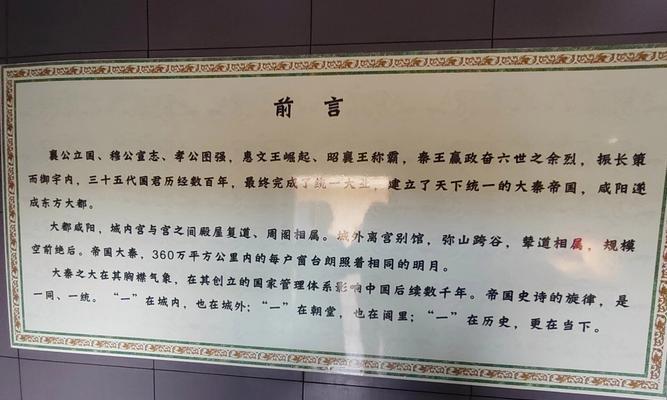 前言
襄公立国、穆公宣志、孝公图强，惠文王崛起、昭襄王称霸，秦王嬴政奋六世之余烈，振长策
而御宇内，三十五代国君历经数百年，最终完成了统一大业，建立了天下统一的大秦帝国，咸阳遂
成东方大都。
大都咸阳，城内宫与宫之间殿屋复道、周阁相属。城外离宫别馆，弥山跨谷，辇道相属，规模
空前绝后。帝国大秦，360万平方公里内的每户窗台朗照着相同的明月。
大秦之大在其胸襟气象，在其创立的国家管理体系影响中国后续数千年。帝国史诗的旋律，是
一同、一统。“一”在城内，也在城外；“一”在朝堂，也在闾里；“一”在历史，更在当下。